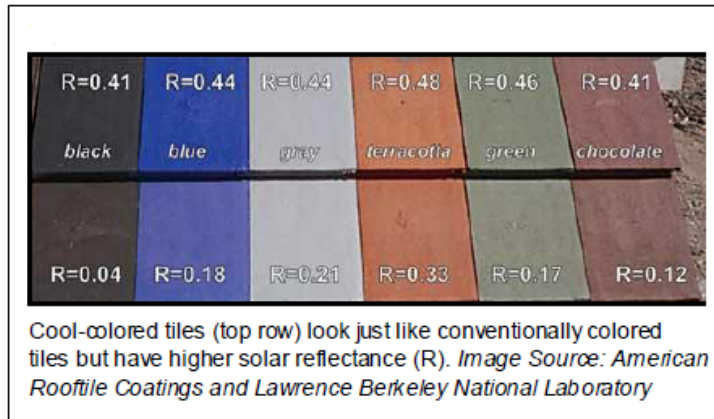 R=0.41 R=0.44 R=0.44 R=0.48 R=0.46 R=0.41
black blue gray terracotta green chocolate
R=0.04 R=0.18 R=0.21 R=0.33 R=0.17 R=0.12
Cool-colored tiles (top row) look just like conventionally colored
tiles but have higher solar reflectance (R). Image Source: American
Rooftile Coatings and Lawrence Berkeley National Laboratory